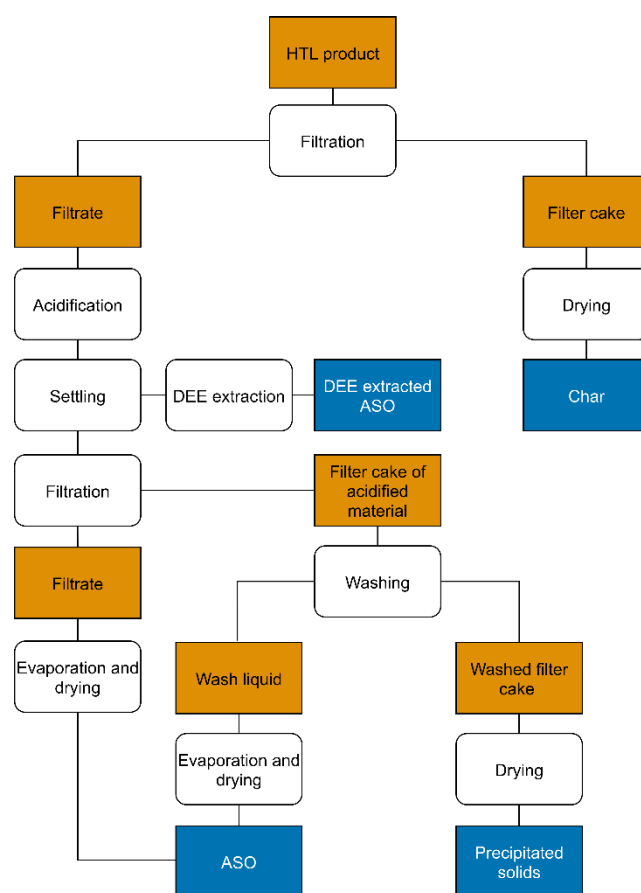 HTL product
Filtration
Filtrate
Filter cake
Acidification
Drying
Settling
DEE extraction
DEE extracted
ASO
Char
Filtration
Filter cake of
acidified
material
Filtrate
Washing
Evaporation and
drying
Wash liquid
Washed filter
cake
Evaporation and
drying
Drying
ASO
Precipitated
solids